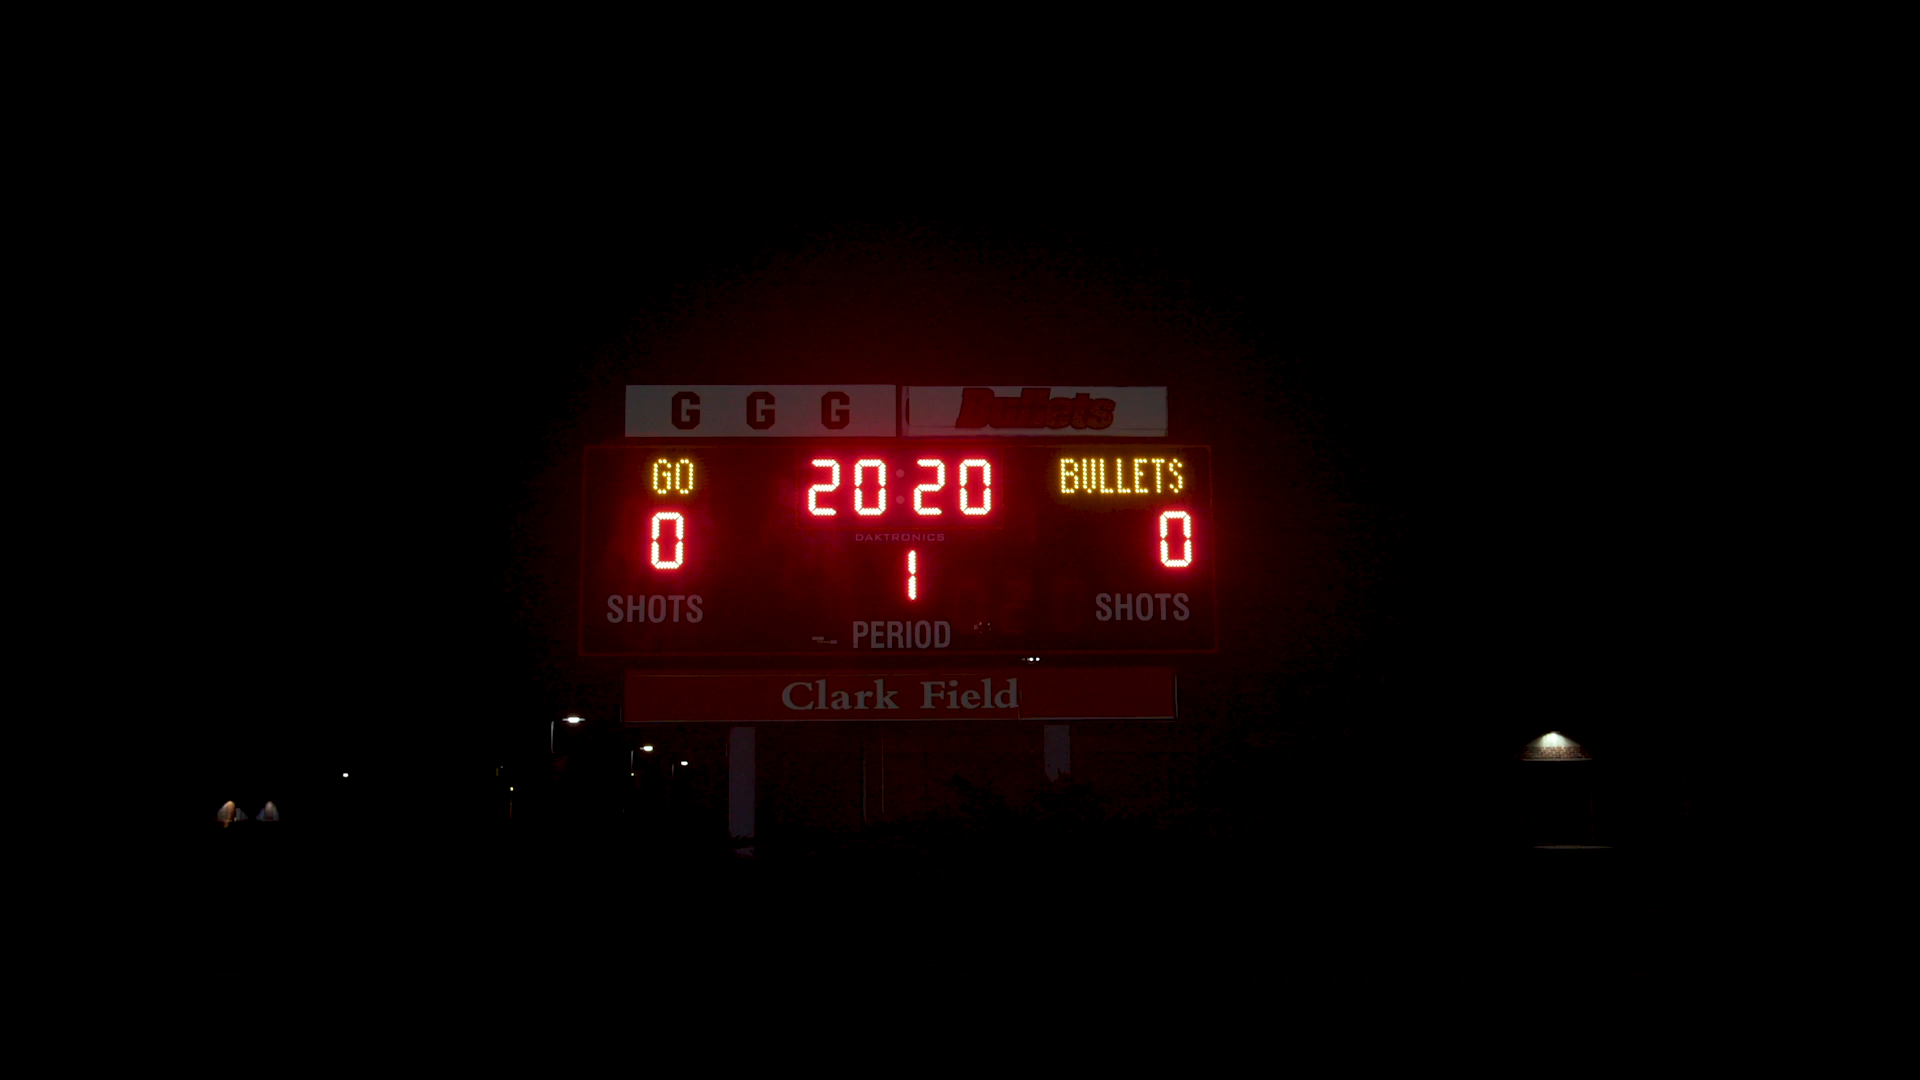 G G G Bullets
GO 20:20 BULLETS
0 0
DAKTRONICS
1
SHOTS SHOTS
PERIOD
Clark Field